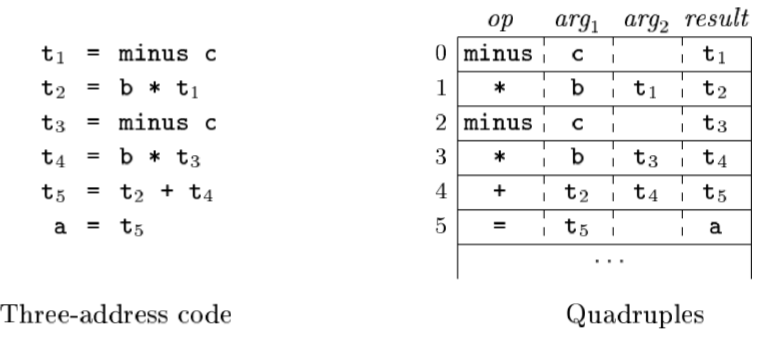 t₁ = minus c
t₂ = b * t₁
t₃ = minus c
t₄ = b * t₃
t₅ = t₂ + t₄
a = t₅
Three-address code
op arg₁ arg₂ result
0 minus c t₁
1 * b t₁ t₂
2 minus c t₃
3 * b t₃ t₄
4 + t₂ t₄ t₅
5 = t₅ a
...
Quadruples